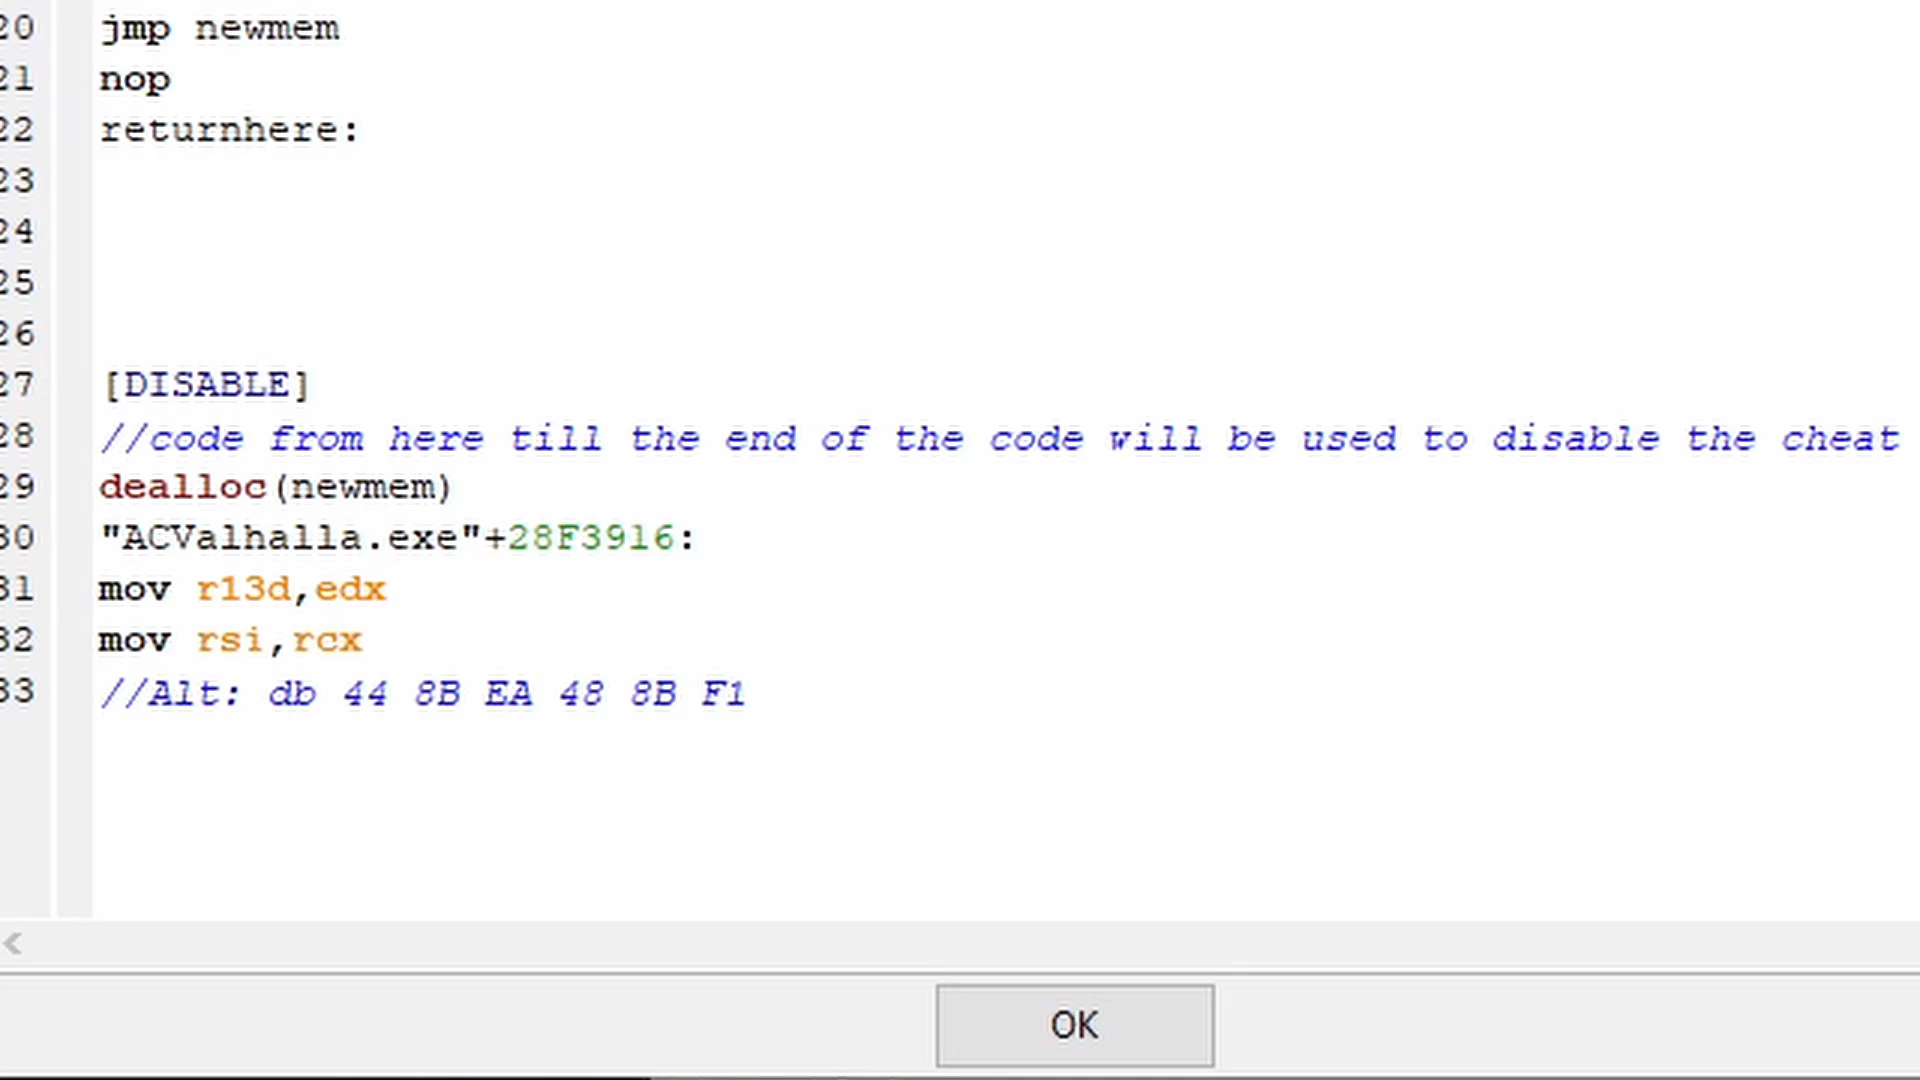 20 jmp newmem
21 nop
22 returnhere:
23
24
25
26
27 [DISABLE]
28 //code from here till the end of the code will be used to disable the cheat
29 dealloc(newmem)
30 "ACValhalla.exe"+28F3916:
31 mov r13d,edx
32 mov rsi,rcx
33 //Alt: db 44 8B EA 48 8B F1
OK